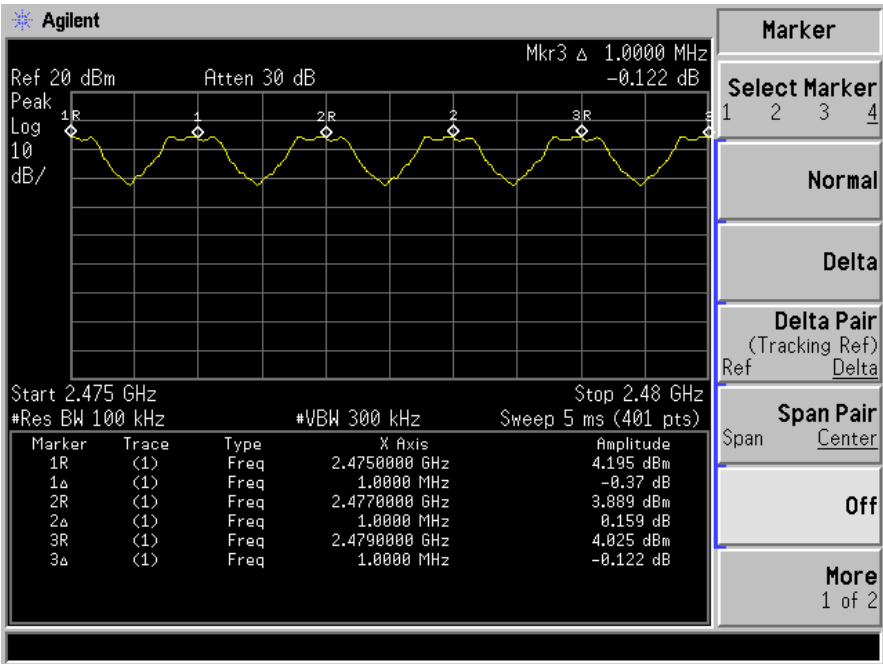 Agilent
Mkr3 Δ 1.0000 MHz
Ref 20 dBm Atten 30 dB -0.122 dB
Peak
Log
10
dB/
1R 1 2R 2 3R 3
Start 2.475 GHz Stop 2.48 GHz
#Res BW 100 kHz #VBW 300 kHz Sweep 5 ms (401 pts)
Marker Trace Type X Axis Amplitude
1R (1) Freq 2.4750000 GHz 4.195 dBm
1Δ (1) Freq 1.0000 MHz -0.37 dB
2R (1) Freq 2.4770000 GHz 3.889 dBm
2Δ (1) Freq 1.0000 MHz 0.159 dB
3R (1) Freq 2.4790000 GHz 4.025 dBm
3Δ (1) Freq 1.0000 MHz -0.122 dB
Marker
Select Marker
1 2 3 4
Normal
Delta
Delta Pair
(Tracking Ref)
Ref Delta
Span Pair
Span Center
Off
More
1 of 2